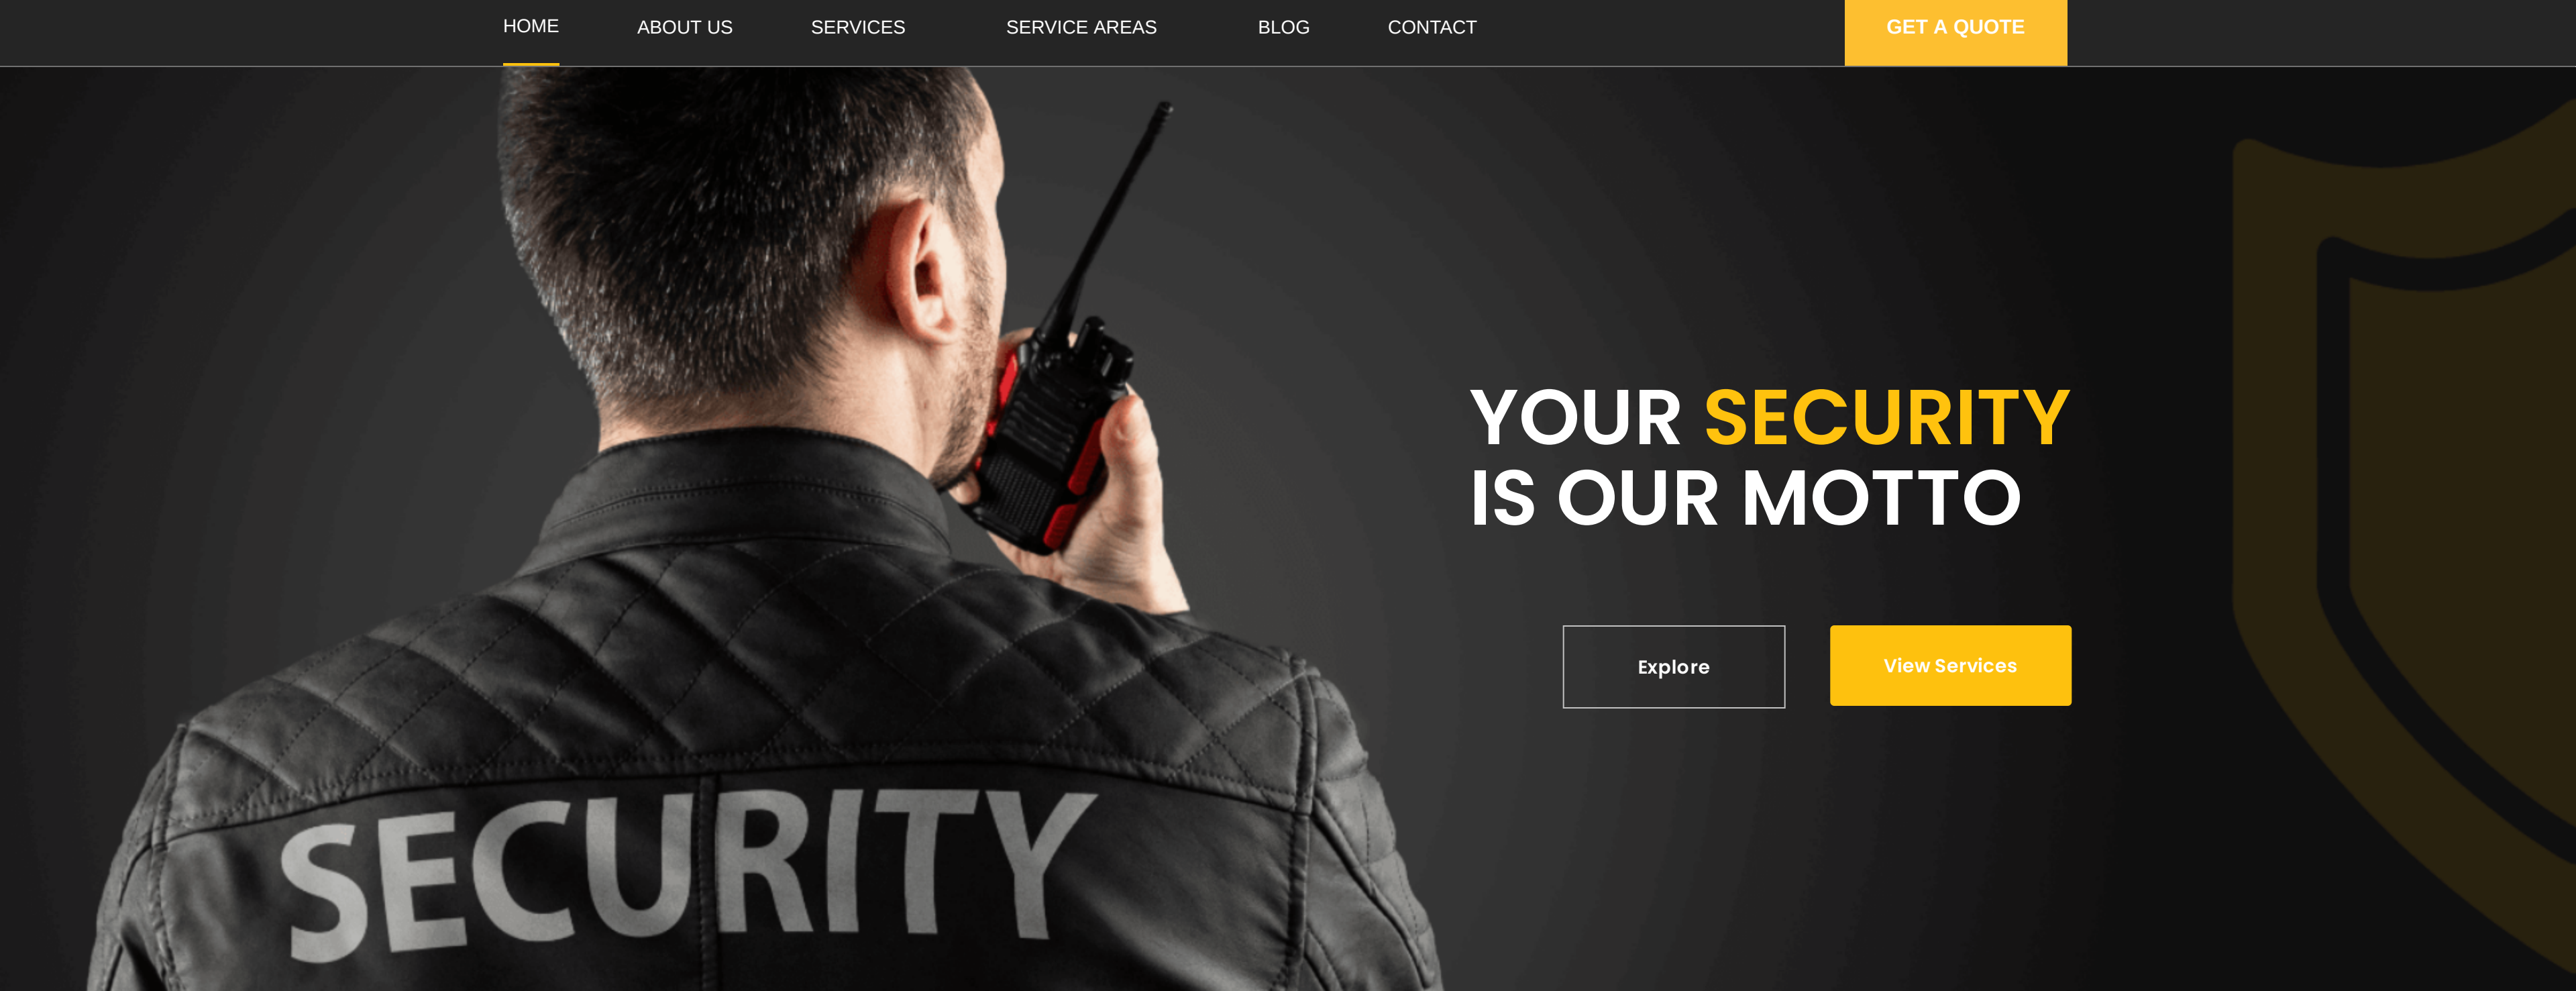 HOME ABOUT US SERVICES SERVICE AREAS BLOG CONTACT GET A QUOTE
YOUR SECURITY
IS OUR MOTTO
Explore View Services
SECURITY